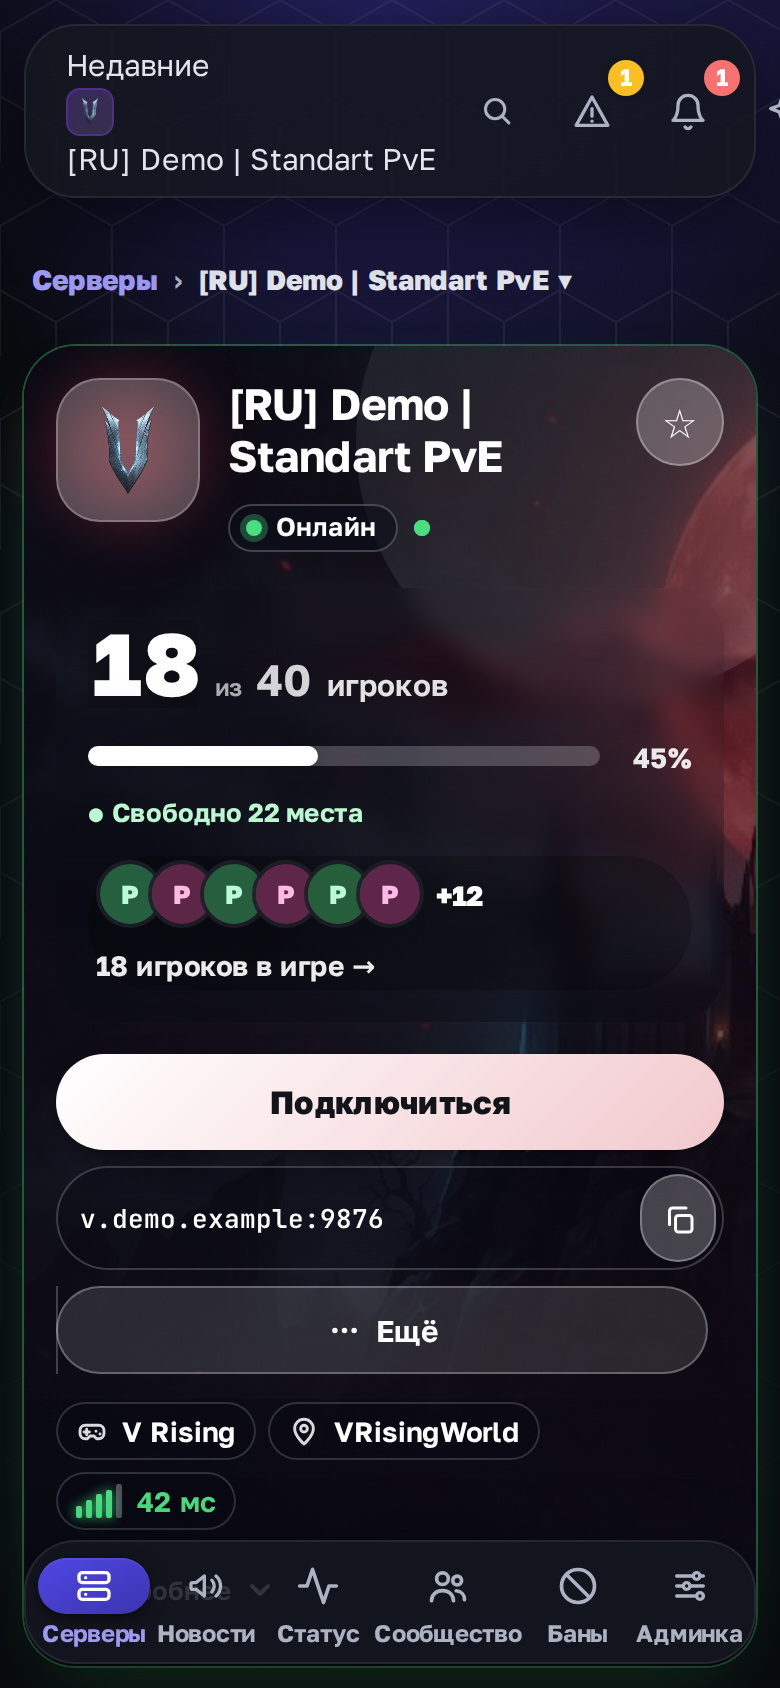 Недавние
[RU] Demo | Standart PvE
1
1
Серверы › [RU] Demo | Standart PvE ▾
[RU] Demo |
Standart PvE
Онлайн
18 из 40 игроков
45%
Свободно 22 места
P P P P P P +12
18 игроков в игре →
Подключиться
v.demo.example:9876
··· Ещё
V Rising
VRisingWorld
42 мс
Серверы Новости Статус Сообщество Баны Админка